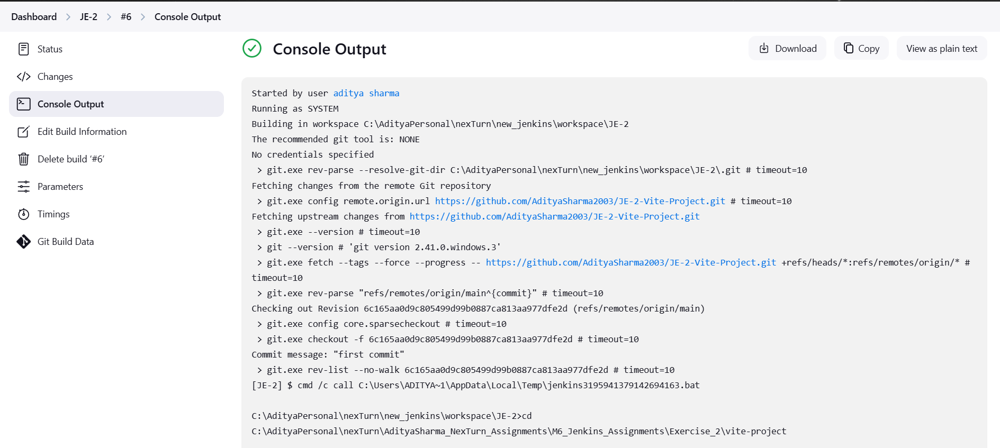 Dashboard > JE-2 > #6 > Console Output
Status
Changes
Console Output
Edit Build Information
Delete build ‘#6’
Parameters
Timings
Git Build Data
Console Output
Download
Copy
View as plain text
Started by user aditya sharma
Running as SYSTEM
Building in workspace C:\AdityaPersonal\nexTurn\new_jenkins\workspace\JE-2
The recommended git tool is: NONE
No credentials specified
 > git.exe rev-parse --resolve-git-dir C:\AdityaPersonal\nexTurn\new_jenkins\workspace\JE-2\.git # timeout=10
Fetching changes from the remote Git repository
 > git.exe config remote.origin.url https://github.com/AdityaSharma2003/JE-2-Vite-Project.git # timeout=10
Fetching upstream changes from https://github.com/AdityaSharma2003/JE-2-Vite-Project.git
 > git.exe --version # timeout=10
 > git --version # 'git version 2.41.0.windows.3'
 > git.exe fetch --tags --force --progress -- https://github.com/AdityaSharma2003/JE-2-Vite-Project.git +refs/heads/*:refs/remotes/origin/* #
timeout=10
 > git.exe rev-parse "refs/remotes/origin/main^{commit}" # timeout=10
Checking out Revision 6c165aa0d9c805499d99b0887ca813aa977dfe2d (refs/remotes/origin/main)
 > git.exe config core.sparsecheckout # timeout=10
 > git.exe checkout -f 6c165aa0d9c805499d99b0887ca813aa977dfe2d # timeout=10
Commit message: "first commit"
 > git.exe rev-list --no-walk 6c165aa0d9c805499d99b0887ca813aa977dfe2d # timeout=10
[JE-2] $ cmd /c call C:\Users\ADITYA~1\AppData\Local\Temp\jenkins3195941379142694163.bat
C:\AdityaPersonal\nexTurn\new_jenkins\workspace\JE-2>cd
C:\AdityaPersonal\nexTurn\AdityaSharma_NexTurn_Assignments\M6_Jenkins_Assignments\Exercise_2\vite-project